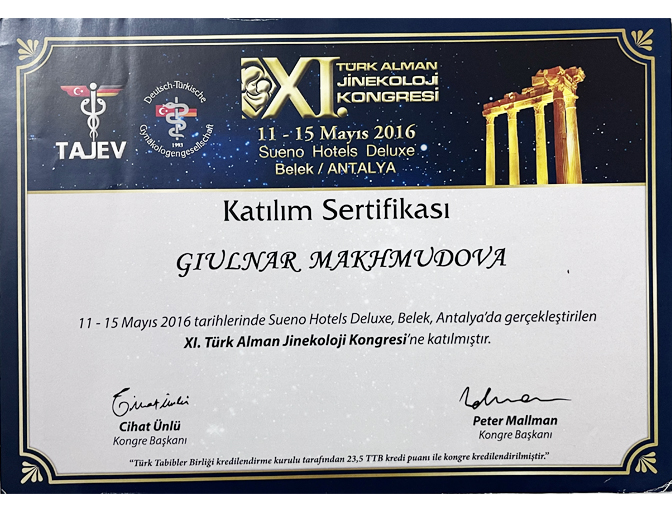 TAJEV
Deutsch-Türkische
Gynäkologengesellschaft
1993
XI. TÜRK ALMAN
JİNEKOLOJİ
KONGRESİ
11 - 15 Mayıs 2016
Sueno Hotels Deluxe
Belek / ANTALYA
Katılım Sertifikası
GIULNAR MAKHMUDOVA
11 - 15 Mayıs 2016 tarihlerinde Sueno Hotels Deluxe, Belek, Antalya'da gerçekleştirilen
XI. Türk Alman Jinekoloji Kongresi'ne katılmıştır.
Cihat Ünlü
Kongre Başkanı
Peter Mallman
Kongre Başkanı
"Türk Tabibler Birliği kredilendirme kurulu tarafından 23,5 TTB kredi puanı ile kongre kredilendirilmiştir."